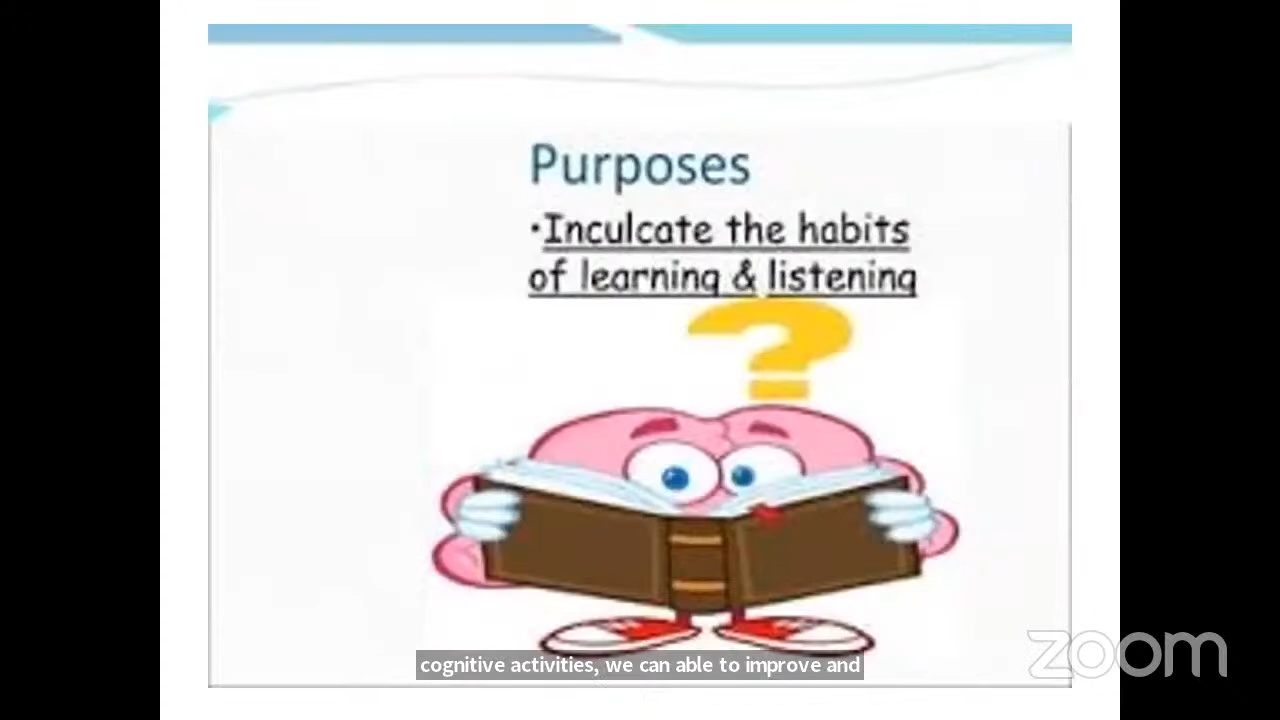 Purposes
•Inculcate the habits
of learning & listening
?
cognitive activities, we can able to improve and
zoom